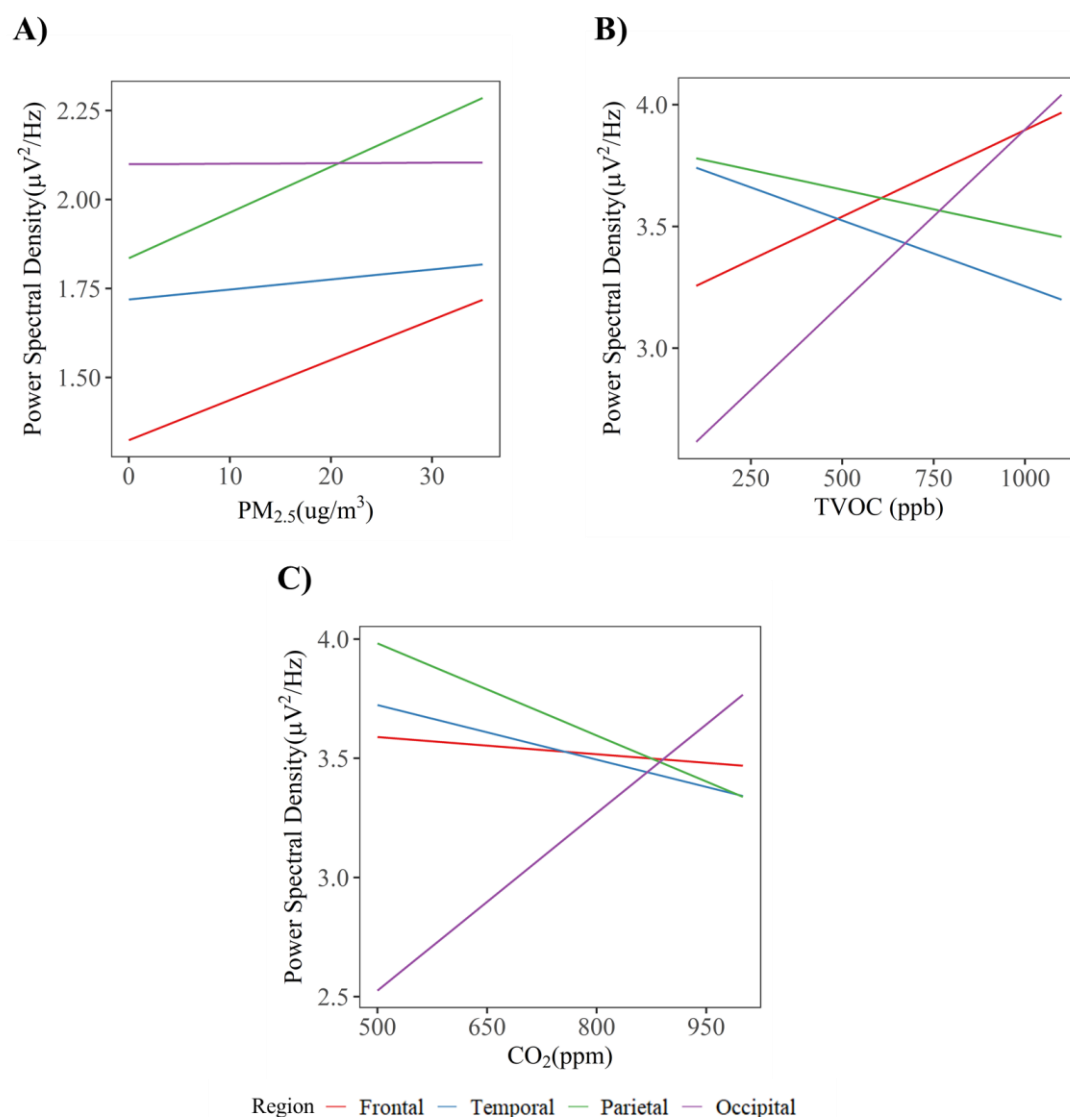 A)
Power Spectral Density(μV²/Hz)
2.25
2.00
1.75
1.50
0 10 20 30
PM₂.₅(ug/m³)
B)
Power Spectral Density(μV²/Hz)
4.0
3.5
3.0
250 500 750 1000
TVOC (ppb)
C)
Power Spectral Density(μV²/Hz)
4.0
3.5
3.0
2.5
500 650 800 950
CO₂(ppm)
Region Frontal Temporal Parietal Occipital